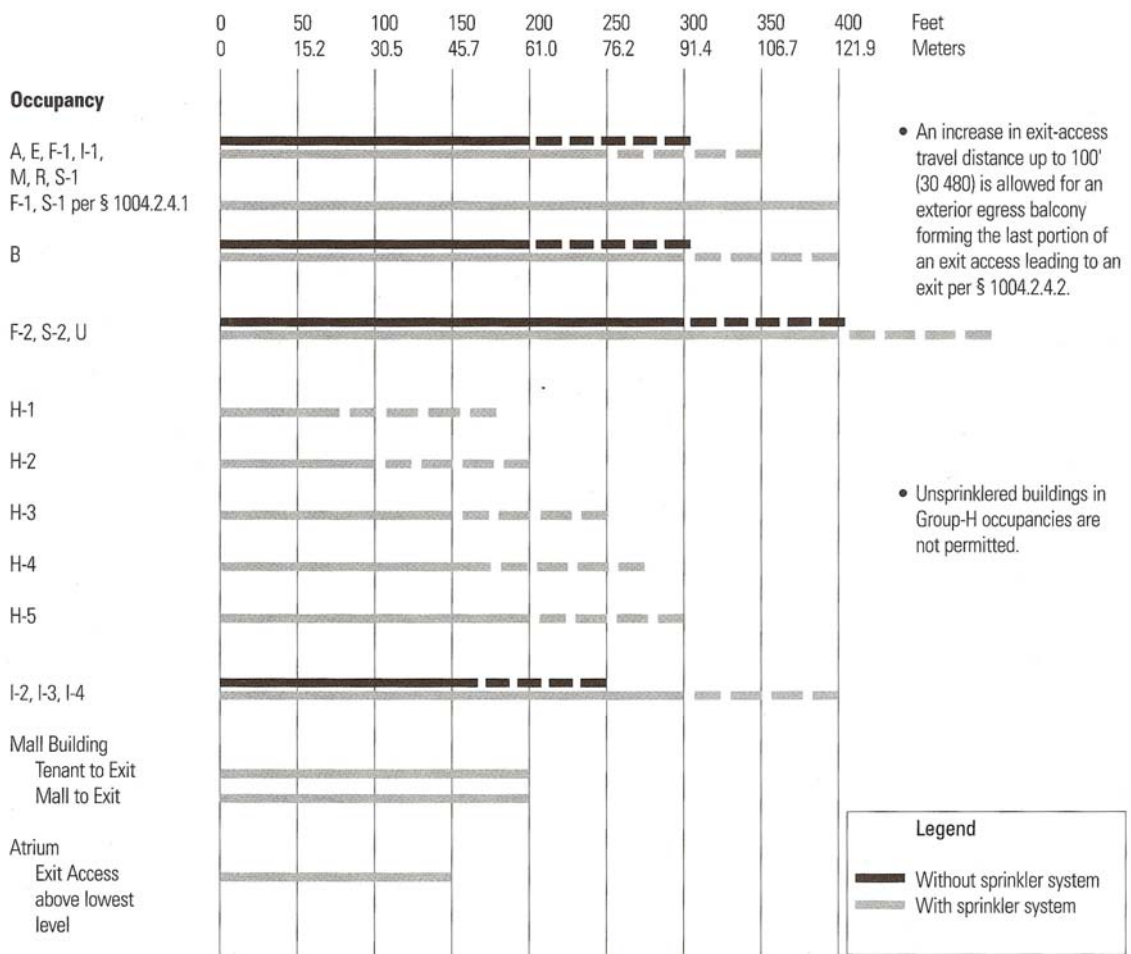 0 50 100 150 200 250 300 350 400 Feet
0 15.2 30.5 45.7 61.0 76.2 91.4 106.7 121.9 Meters
Occupancy
A, E, F-1, I-1,
M, R, S-1
F-1, S-1 per § 1004.2.4.1
B
F-2, S-2, U
H-1
H-2
H-3
H-4
H-5
I-2, I-3, I-4
Mall Building
Tenant to Exit
Mall to Exit
Atrium
Exit Access
above lowest
level
• An increase in exit-access
travel distance up to 100'
(30 480) is allowed for an
exterior egress balcony
forming the last portion of
an exit access leading to an
exit per § 1004.2.4.2.
• Unsprinklered buildings in
Group-H occupancies are
not permitted.
Legend
Without sprinkler system
With sprinkler system